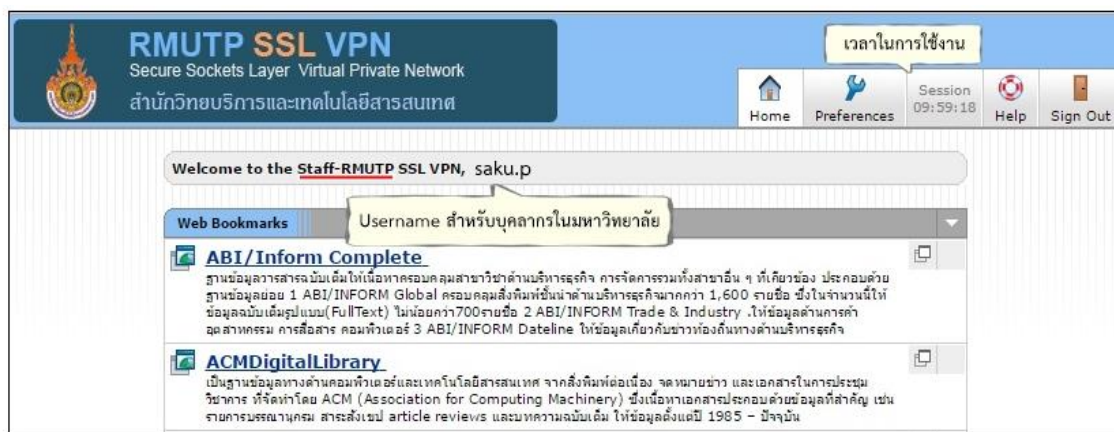 RMUTP SSL VPN
Secure Sockets Layer Virtual Private Network
สำนักวิทยบริการและเทคโนโลยีสารสนเทศ
เวลาในการใช้งาน
Home
Preferences
Session
09:59:18
Help
Sign Out
Welcome to the Staff-RMUTP SSL VPN, saku.p
Username สำหรับบุคลากรในมหาวิทยาลัย
Web Bookmarks
ABI/Inform Complete
ฐานข้อมูลวารสารฉบับเต็มให้เนื้อหาครอบคลุมสาขาวิชาด้านบริหารธุรกิจ การจัดการรวมทั้งสาขาอื่น ๆ ที่เกี่ยวข้อง ประกอบด้วย
ฐานข้อมูลย่อย 1 ABI/INFORM Global ครอบคลุมสิ่งพิมพ์ชั้นนำด้านบริหารธุรกิจมากกว่า 1,600 รายชื่อ ซึ่งในจำนวนนี้ให้
ข้อมูลฉบับเต็มรูปแบบ(FullText) ไม่น้อยกว่า700รายชื่อ 2 ABI/INFORM Trade & Industry .ให้ข้อมูลด้านการค้า
อุตสาหกรรม การสื่อสาร คอมพิวเตอร์ 3 ABI/INFORM Dateline ให้ข้อมูลเกี่ยวกับข่าวท้องถิ่นทางด้านบริหารธุรกิจ
ACMDigitalLibrary
เป็นฐานข้อมูลทางด้านคอมพิวเตอร์และเทคโนโลยีสารสนเทศ จากสิ่งพิมพ์ต่อเนื่อง จดหมายข่าว และเอกสารในการประชุม
วิชาการ ที่จัดทำโดย ACM (Association for Computing Machinery) ซึ่งเนื้อหาเอกสารประกอบด้วยข้อมูลที่สำคัญ เช่น
รายการบรรณานุกรม สาระสังเขป article reviews และบทความฉบับเต็ม ให้ข้อมูลตั้งแต่ปี 1985 – ปัจจุบัน